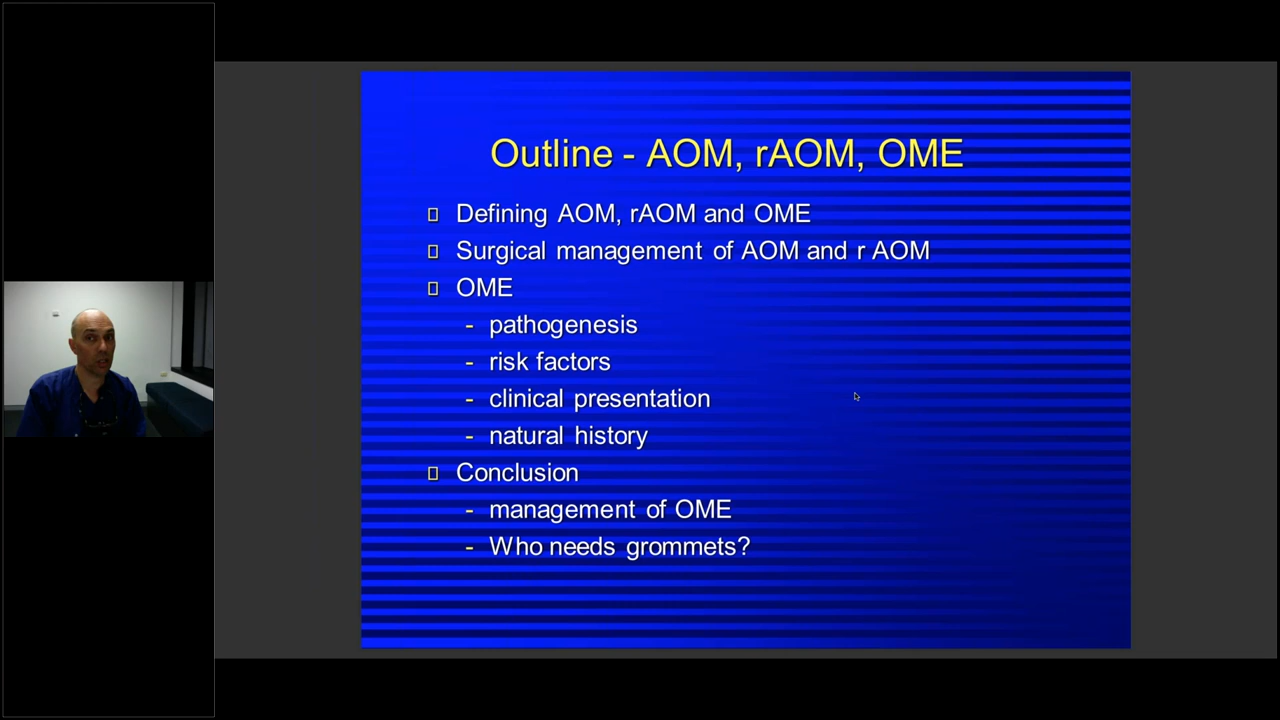 Outline - AOM, rAOM, OME
Defining AOM, rAOM and OME
Surgical management of AOM and r AOM
OME
- pathogenesis
- risk factors
- clinical presentation
- natural history
Conclusion
- management of OME
- Who needs grommets?